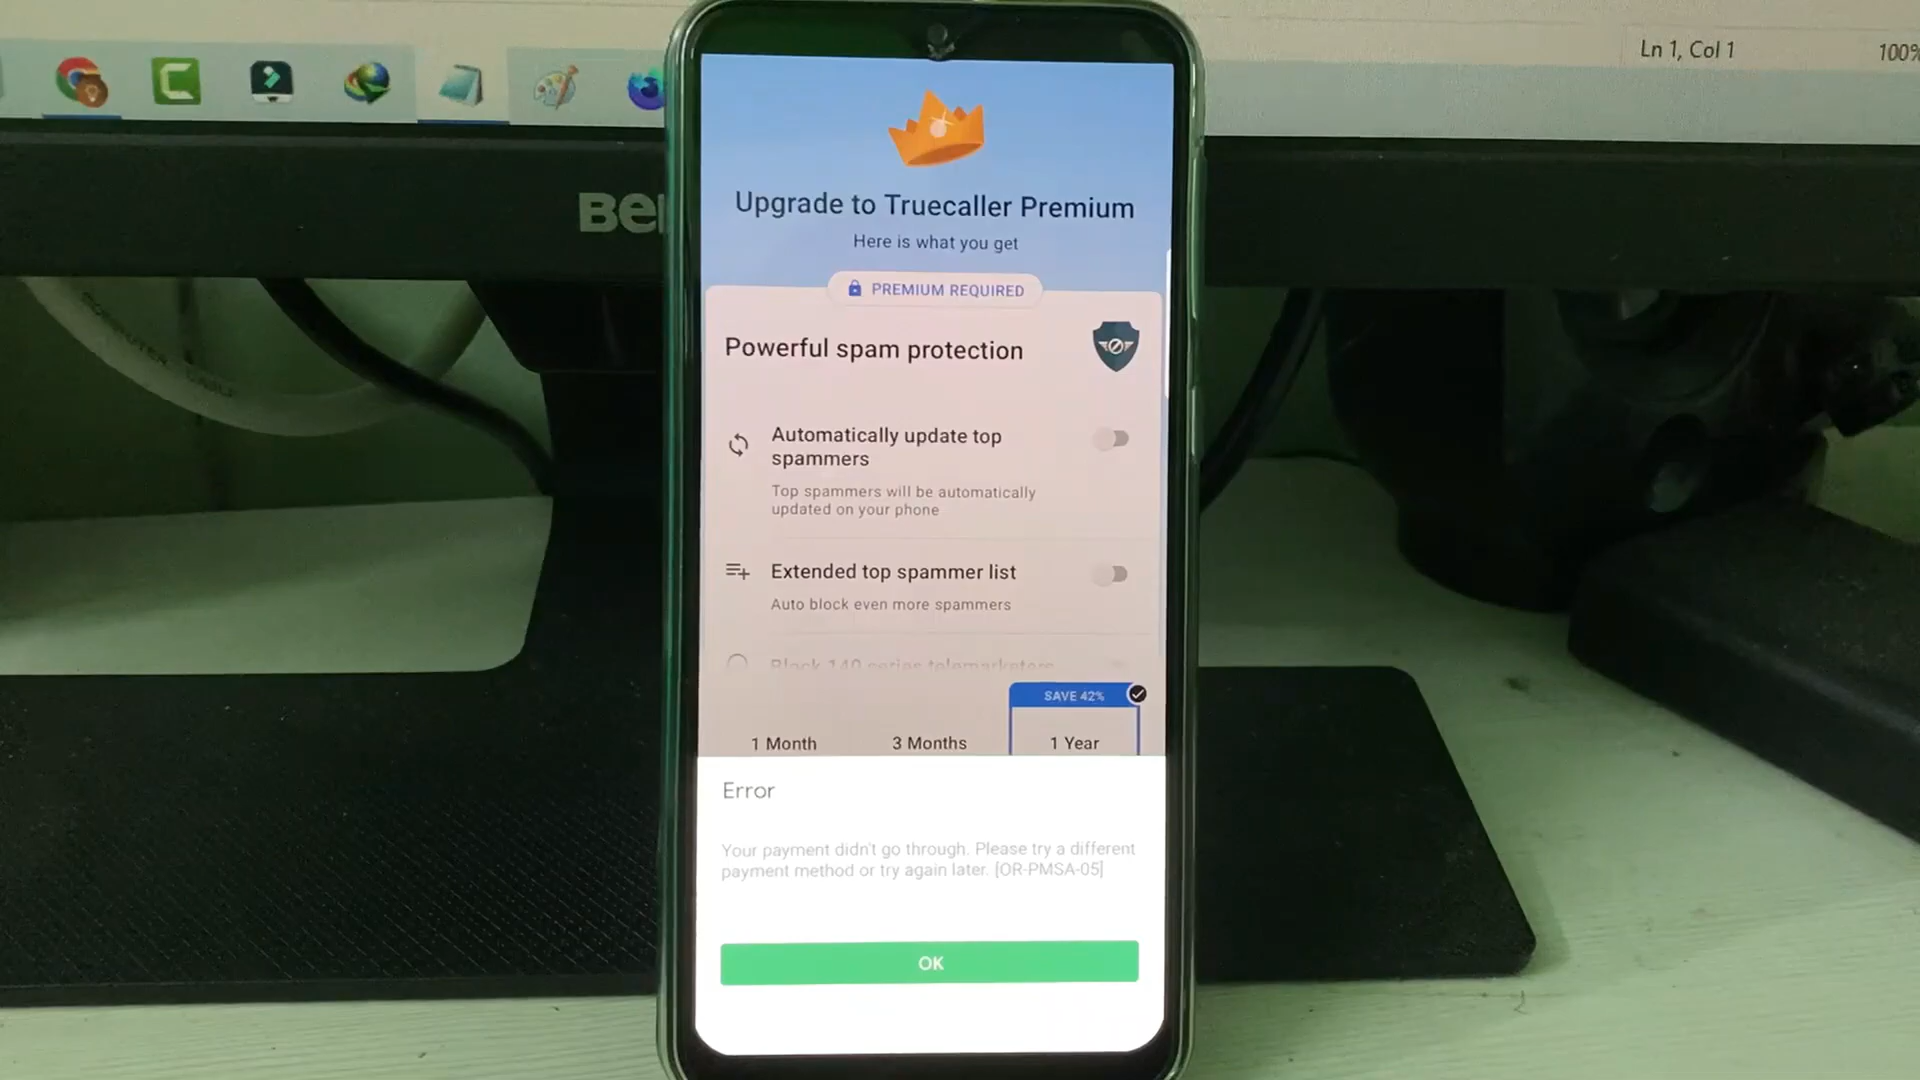 Ln 1, Col 1
100%
Upgrade to Truecaller Premium
Here is what you get
PREMIUM REQUIRED
Powerful spam protection
Automatically update top
spammers
Top spammers will be automatically
updated on your phone
Extended top spammer list
Auto block even more spammers
Block 140 series telemarketers
SAVE 42%
1 Month
3 Months
1 Year
Error
Your payment didn't go through. Please try a different
payment method or try again later. [OR-PMSA-05]
OK